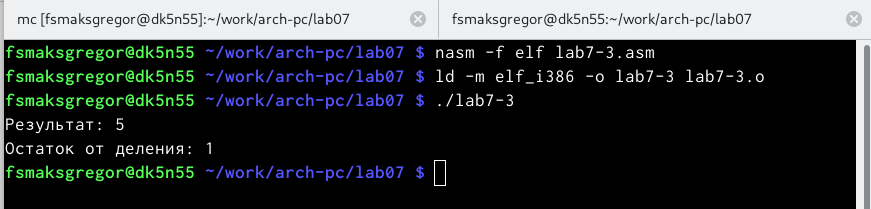 mc [fsmaksgregor@dk5n55]:~/work/arch-pc/lab07
fsmaksgregor@dk5n55:~/work/arch-pc/lab07
fsmaksgregor@dk5n55 ~/work/arch-pc/lab07 $ nasm -f elf lab7-3.asm
fsmaksgregor@dk5n55 ~/work/arch-pc/lab07 $ ld -m elf_i386 -o lab7-3 lab7-3.o
fsmaksgregor@dk5n55 ~/work/arch-pc/lab07 $ ./lab7-3
Результат: 5
Остаток от деления: 1
fsmaksgregor@dk5n55 ~/work/arch-pc/lab07 $